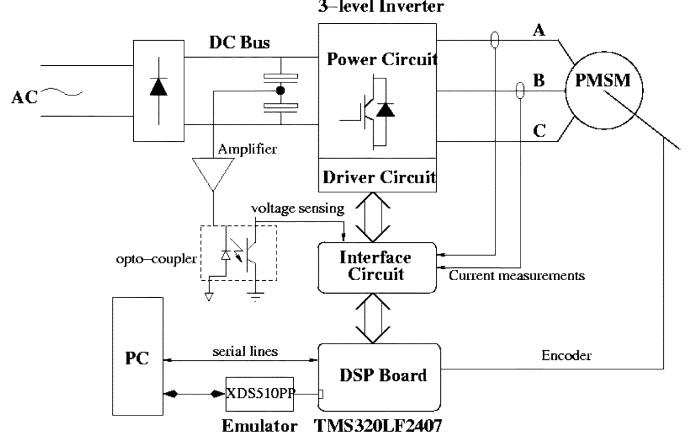 3-level Inverter
DC Bus
Power Circuit
A
B
C
PMSM
AC
Amplifier
Driver Circuit
voltage sensing
opto-coupler
Interface
Circuit
Current measurements
PC
serial lines
DSP Board
Encoder
XDS510PP
Emulator
TMS320LF2407